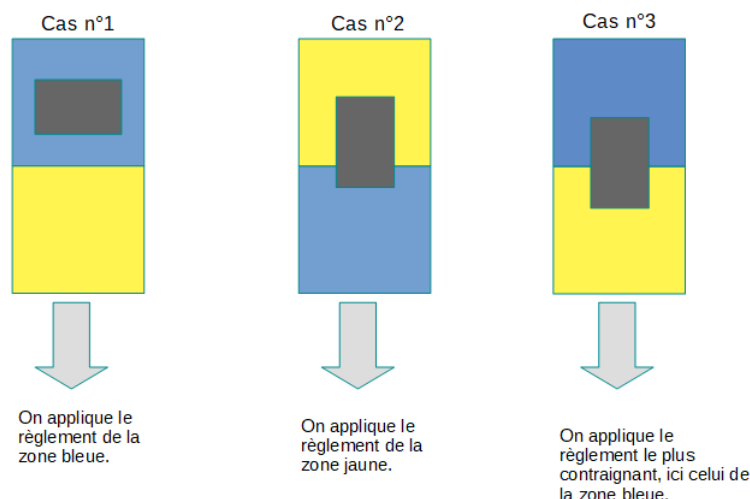 Cas n°1
Cas n°2
Cas n°3
On applique le
règlement de la
zone bleue.
On applique le
règlement de la
zone jaune.
On applique le
règlement le plus
contraignant, ici celui de
la zone bleue.